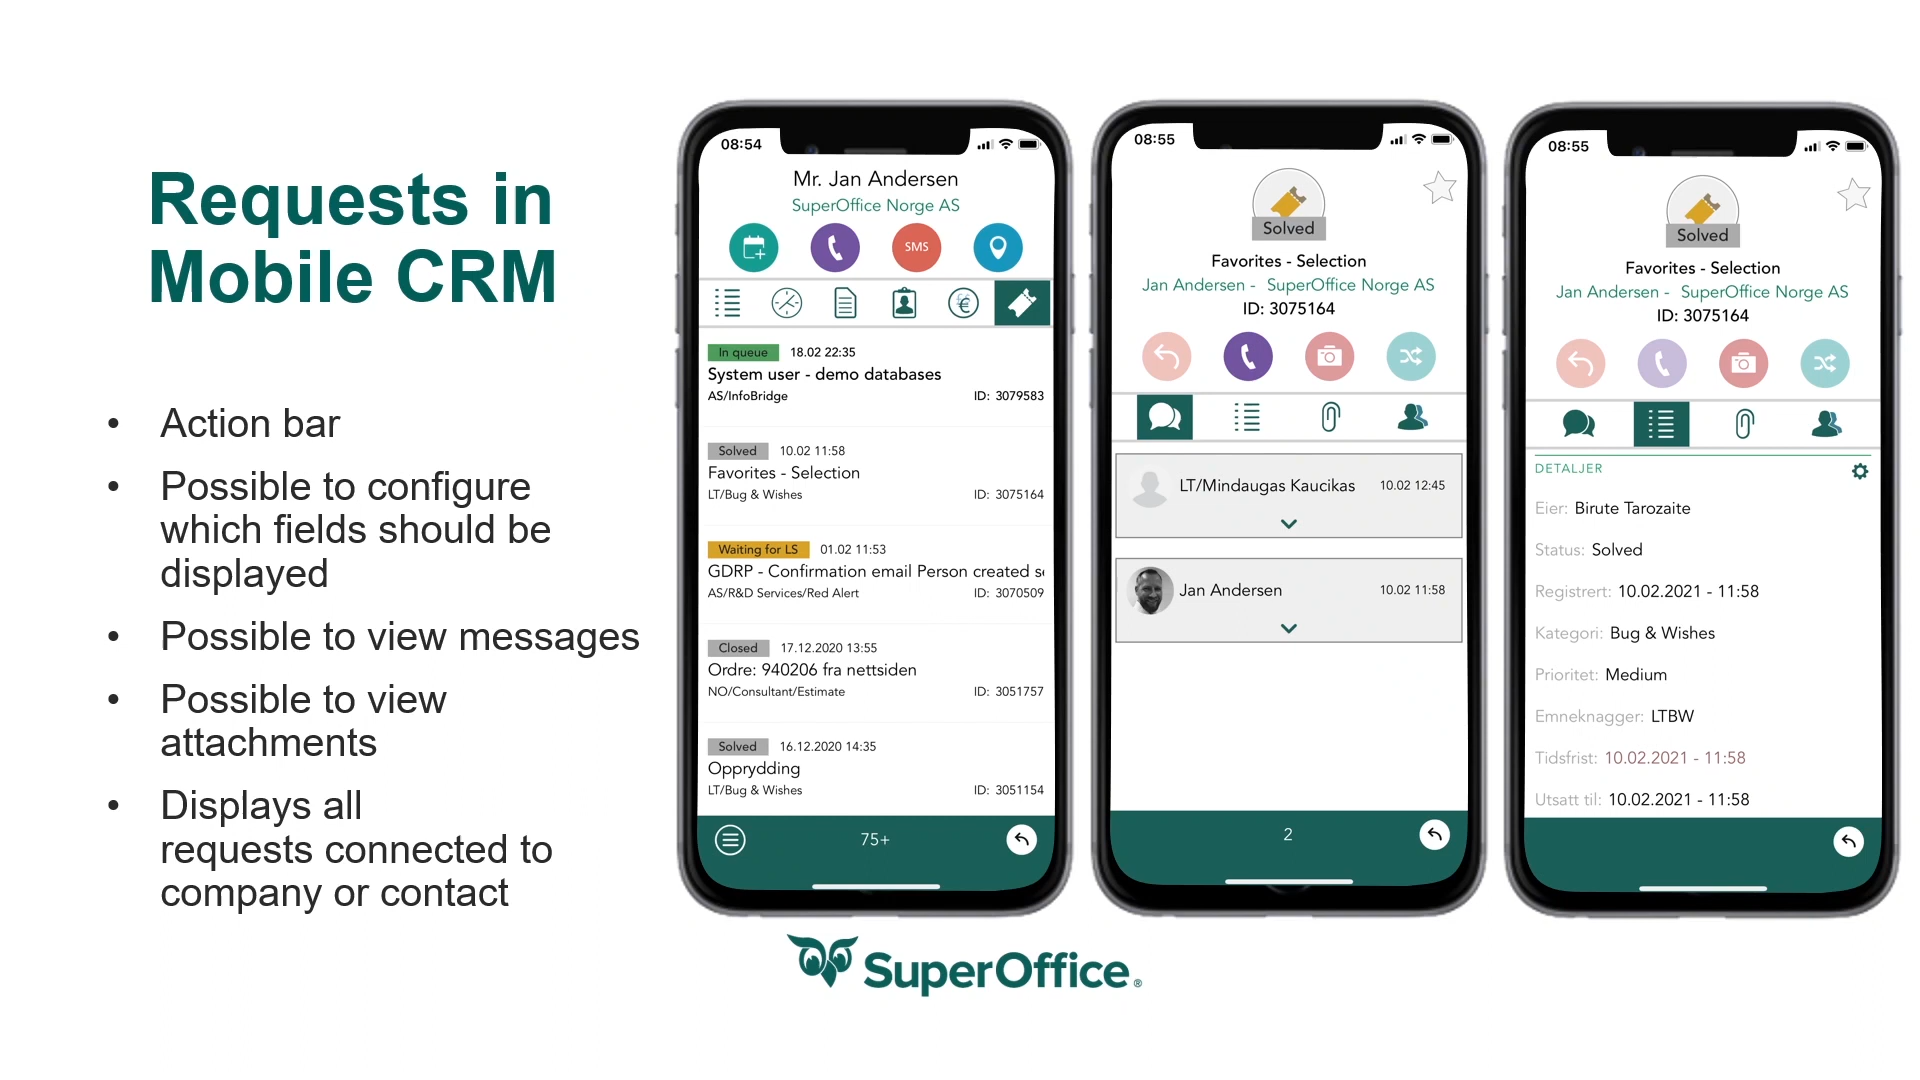 Requests in
Mobile CRM
• Action bar
• Possible to configure
which fields should be
displayed
• Possible to view messages
• Possible to view
attachments
• Displays all
requests connected to
company or contact
08:54
Mr. Jan Andersen
SuperOffice Norge AS
SMS
In queue 18.02 22:35
System user - demo databases
AS/InfoBridge ID: 3079583
Solved 10.02 11:58
Favorites - Selection
LT/Bug & Wishes ID: 3075164
Waiting for LS 01.02 11:53
GDRP - Confirmation email Person created se
AS/R&D Services/Red Alert ID: 3070509
Closed 17.12.2020 13:55
Ordre: 940206 fra nettsiden
NO/Consultant/Estimate ID: 3051757
Solved 16.12.2020 14:35
Opprydding
LT/Bug & Wishes ID: 3051154
75+
08:55
Solved
Favorites - Selection
Jan Andersen - SuperOffice Norge AS
ID: 3075164
LT/Mindaugas Kaucikas 10.02 12:45
Jan Andersen 10.02 11:58
2
08:55
Solved
Favorites - Selection
Jan Andersen - SuperOffice Norge AS
ID: 3075164
DETALJER
Eier: Birute Tarozaite
Status: Solved
Registrert: 10.02.2021 - 11:58
Kategori: Bug & Wishes
Prioritet: Medium
Emneknagger: LTBW
Tidsfrist: 10.02.2021 - 11:58
Utsatt til: 10.02.2021 - 11:58
SuperOffice®